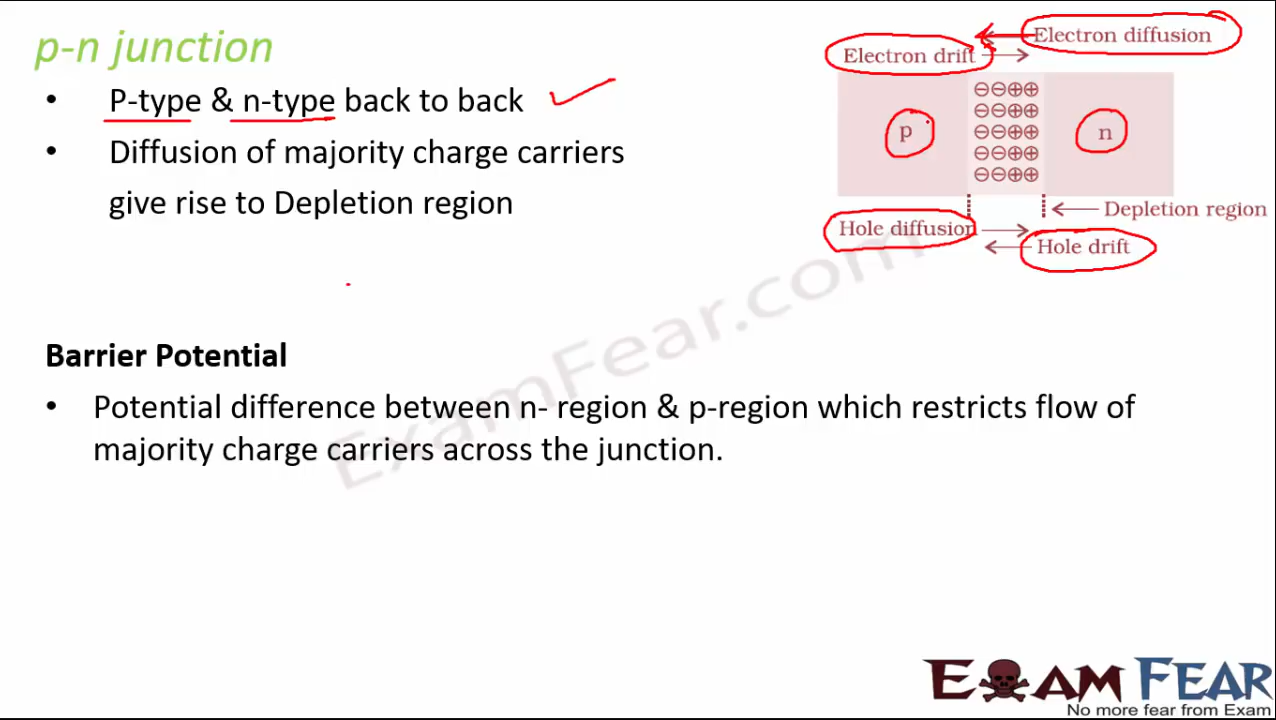 p-n junction
• P-type & n-type back to back
• Diffusion of majority charge carriers
give rise to Depletion region
Electron diffusion
Electron drift
⊖⊖⊕⊕
⊖⊖⊕⊕
p ⊖⊖⊕⊕ n
⊖⊖⊕⊕
⊖⊖⊕⊕
Depletion region
Hole diffusion
Hole drift
ExamFear.com
Barrier Potential
• Potential difference between n- region & p-region which restricts flow of
majority charge carriers across the junction.
EXAM FEAR
No more fear from Exam